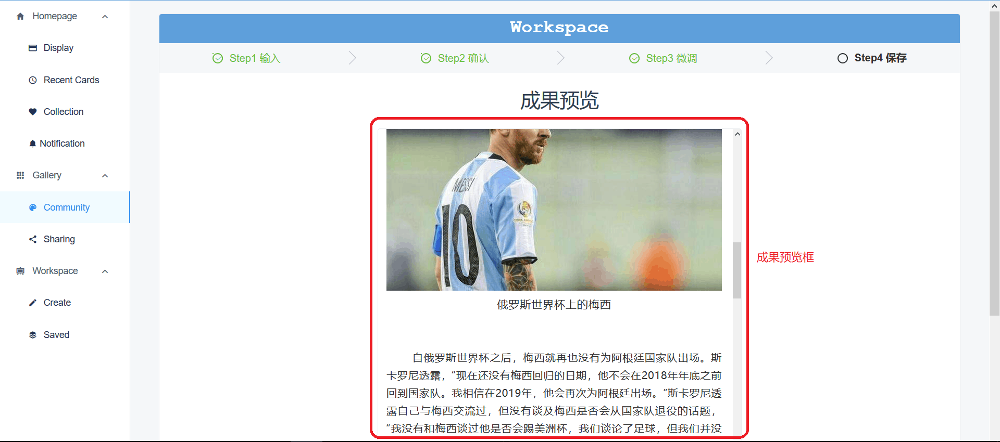 Homepage
Display
Recent Cards
Collection
Notification
Gallery
Community
Sharing
Workspace
Create
Saved
Workspace
Step1 输入
Step2 确认
Step3 微调
Step4 保存
成果预览
MESSI
10
COPA AMERICA
俄罗斯世界杯上的梅西
自俄罗斯世界杯之后，梅西就再也没有为阿根廷国家队出场。斯
卡罗尼透露，“现在还没有梅西回归的日期，他不会在2018年年底之前
回到国家队。我相信在2019年，他会再次为阿根廷出场。”斯卡罗尼透
露自己与梅西交流过，但没有谈及梅西是否会从国家队退役的话题，
“我没有和梅西谈过他是否会踢美洲杯，我们谈论了足球，但我们并没
成果预览框